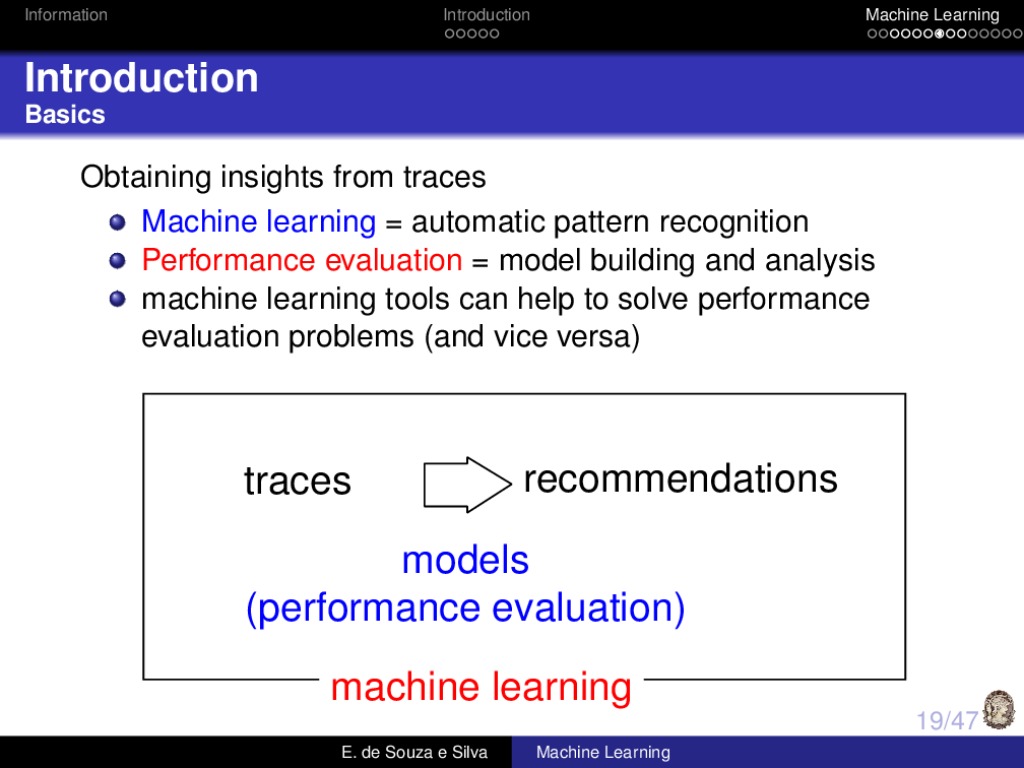 Information
Introduction
Machine Learning
Introduction
Basics
Obtaining insights from traces
Machine learning = automatic pattern recognition
Performance evaluation = model building and analysis
machine learning tools can help to solve performance
evaluation problems (and vice versa)
traces
recommendations
models
(performance evaluation)
machine learning
19/47
E. de Souza e Silva
Machine Learning